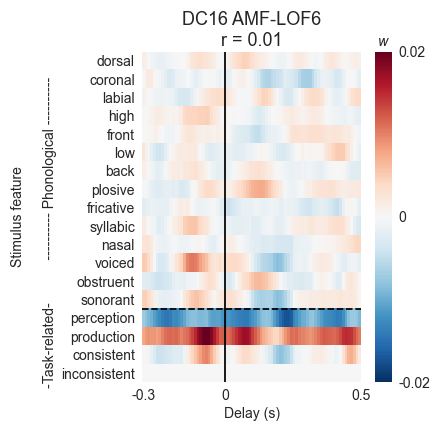 DC16 AMF-LOF6
r = 0.01
w
0.02
0
-0.02
Stimulus feature
-Task-related- ---------- Phonological ----------
dorsal
coronal
labial
high
front
low
back
plosive
fricative
syllabic
nasal
voiced
obstruent
sonorant
perception
production
consistent
inconsistent
-0.3 0 0.5
Delay (s)